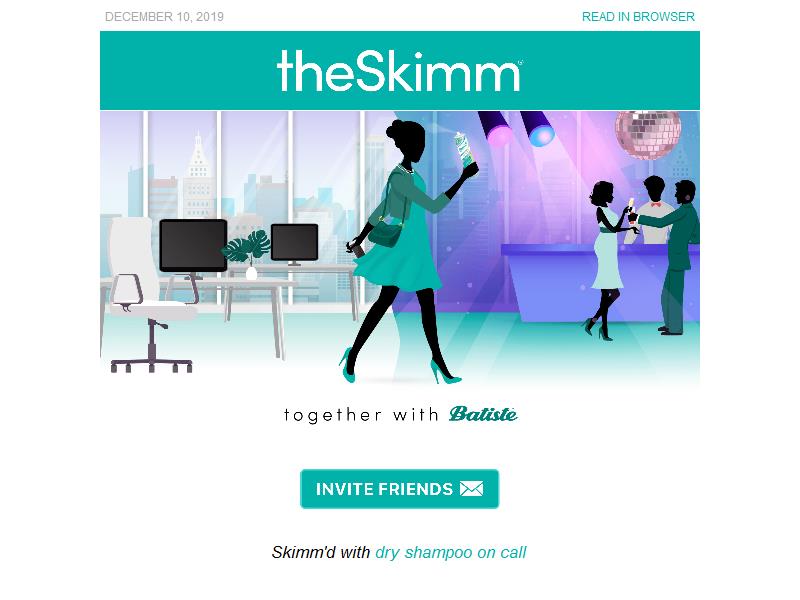 DECEMBER 10, 2019
READ IN BROWSER
theSkimm®
together with Batiste
INVITE FRIENDS
Skimm'd with dry shampoo on call